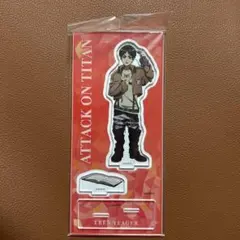 ATTACK ON TITAN
EREN YEAGER